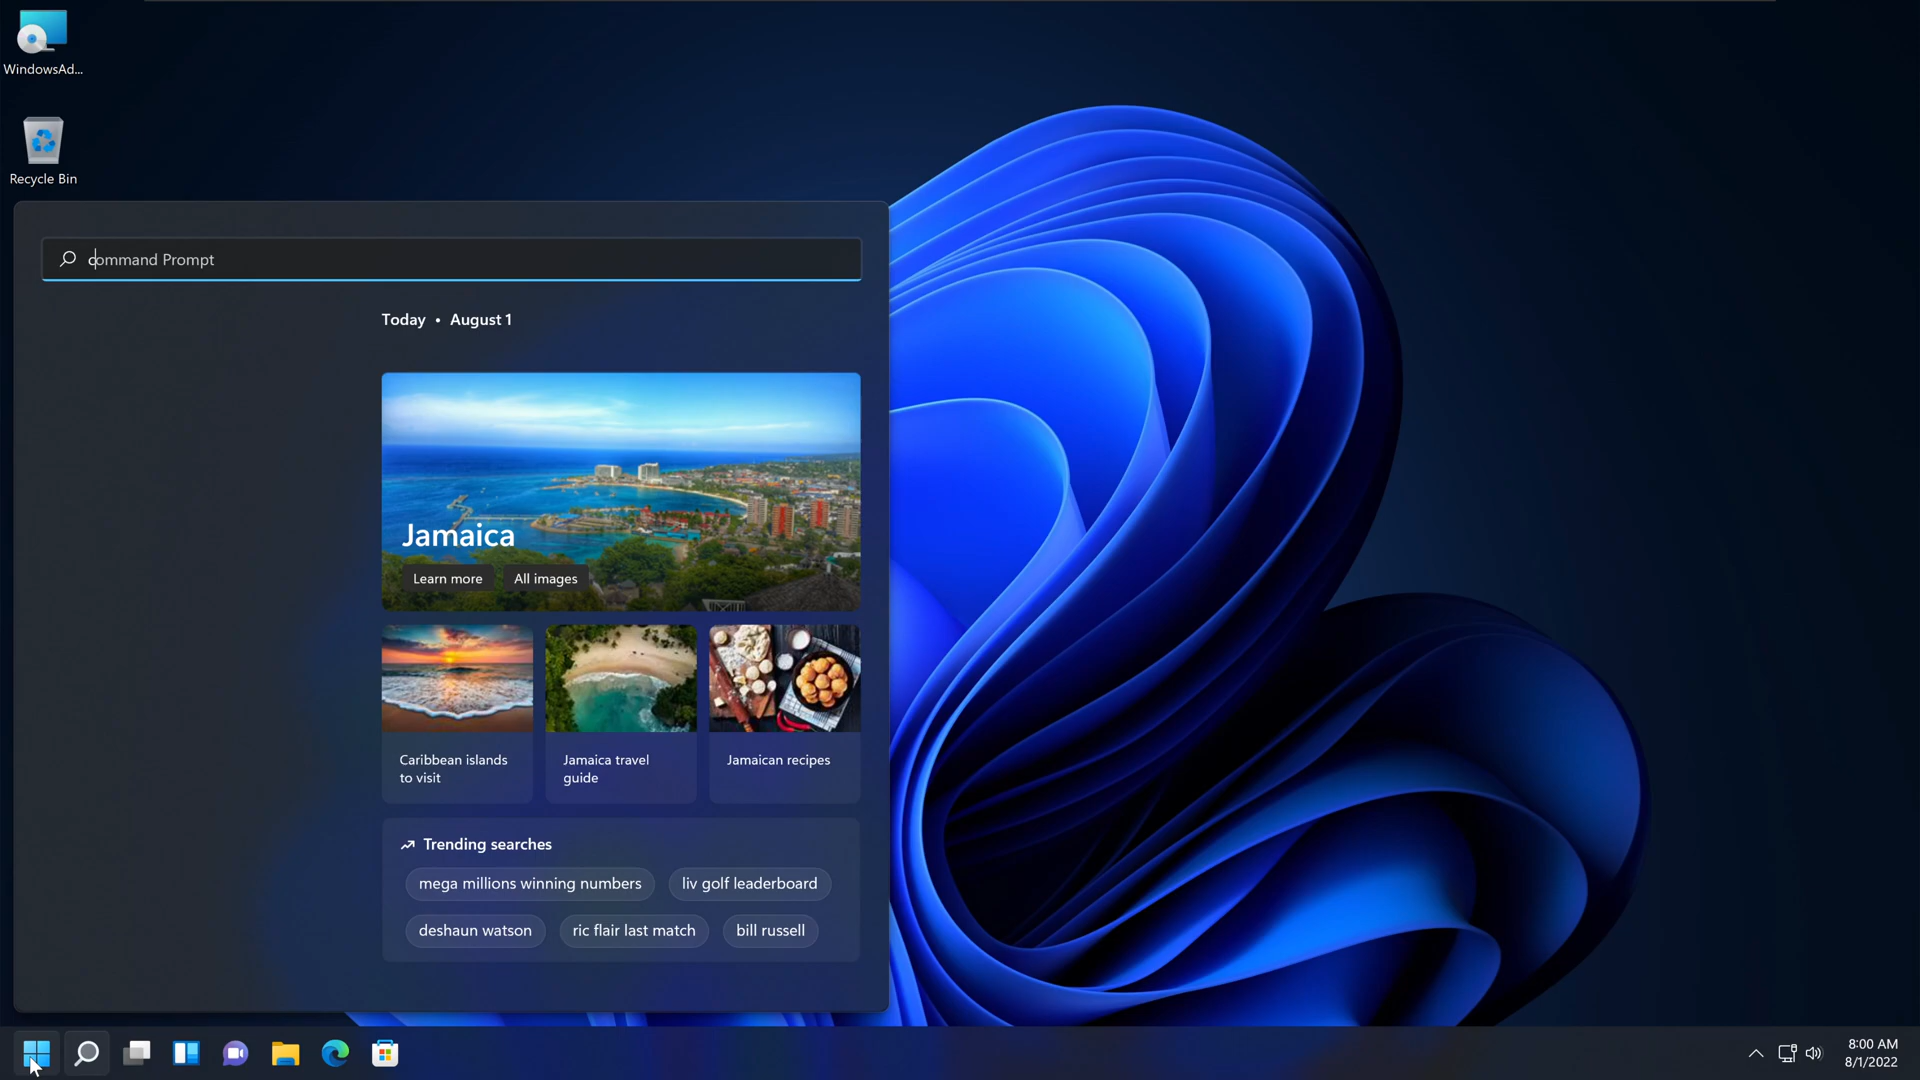 WindowsAd...
Recycle Bin
command Prompt
Today • August 1
Jamaica
Learn more
All images
Caribbean islands
to visit
Jamaica travel
guide
Jamaican recipes
Trending searches
mega millions winning numbers
liv golf leaderboard
deshaun watson
ric flair last match
bill russell
8:00 AM
8/1/2022